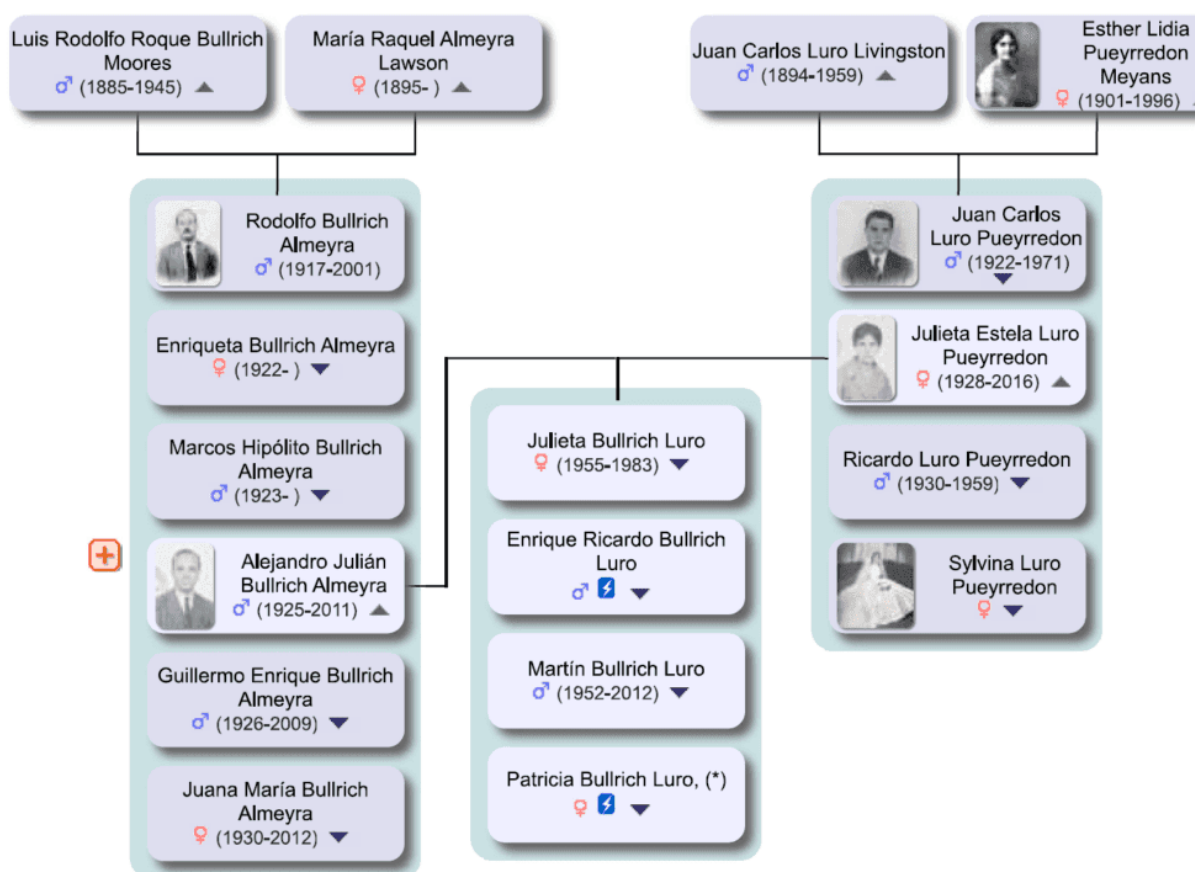 Luis Rodolfo Roque Bullrich
Moores
♂ (1885-1945)
María Raquel Almeyra
Lawson
♀ (1895- )
Juan Carlos Luro Livingston
♂ (1894-1959)
Esther Lidia
Pueyrredon
Meyans
♀ (1901-1996)
Rodolfo Bullrich
Almeyra
♂ (1917-2001)
Enriqueta Bullrich Almeyra
♀ (1922- )
Marcos Hipólito Bullrich
Almeyra
♂ (1923- )
Alejandro Julián
Bullrich Almeyra
♂ (1925-2011)
Guillermo Enrique Bullrich
Almeyra
♂ (1926-2009)
Juana María Bullrich
Almeyra
♀ (1930-2012)
Julieta Bullrich Luro
♀ (1955-1983)
Enrique Ricardo Bullrich
Luro
♂
Martín Bullrich Luro
♂ (1952-2012)
Patricia Bullrich Luro, (*)
♀
Juan Carlos
Luro Pueyrredon
♂ (1922-1971)
Julieta Estela Luro
Pueyrredon
♀ (1928-2016)
Ricardo Luro Pueyrredon
♂ (1930-1959)
Sylvina Luro
Pueyrredon
♀